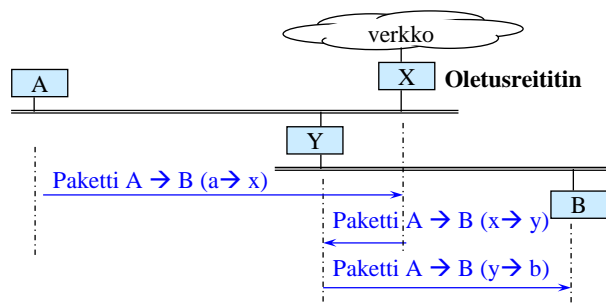 verkko
A
X Oletusreititin
Y
Paketti A → B (a→ x)
B
Paketti A → B (x→ y)
Paketti A → B (y→ b)